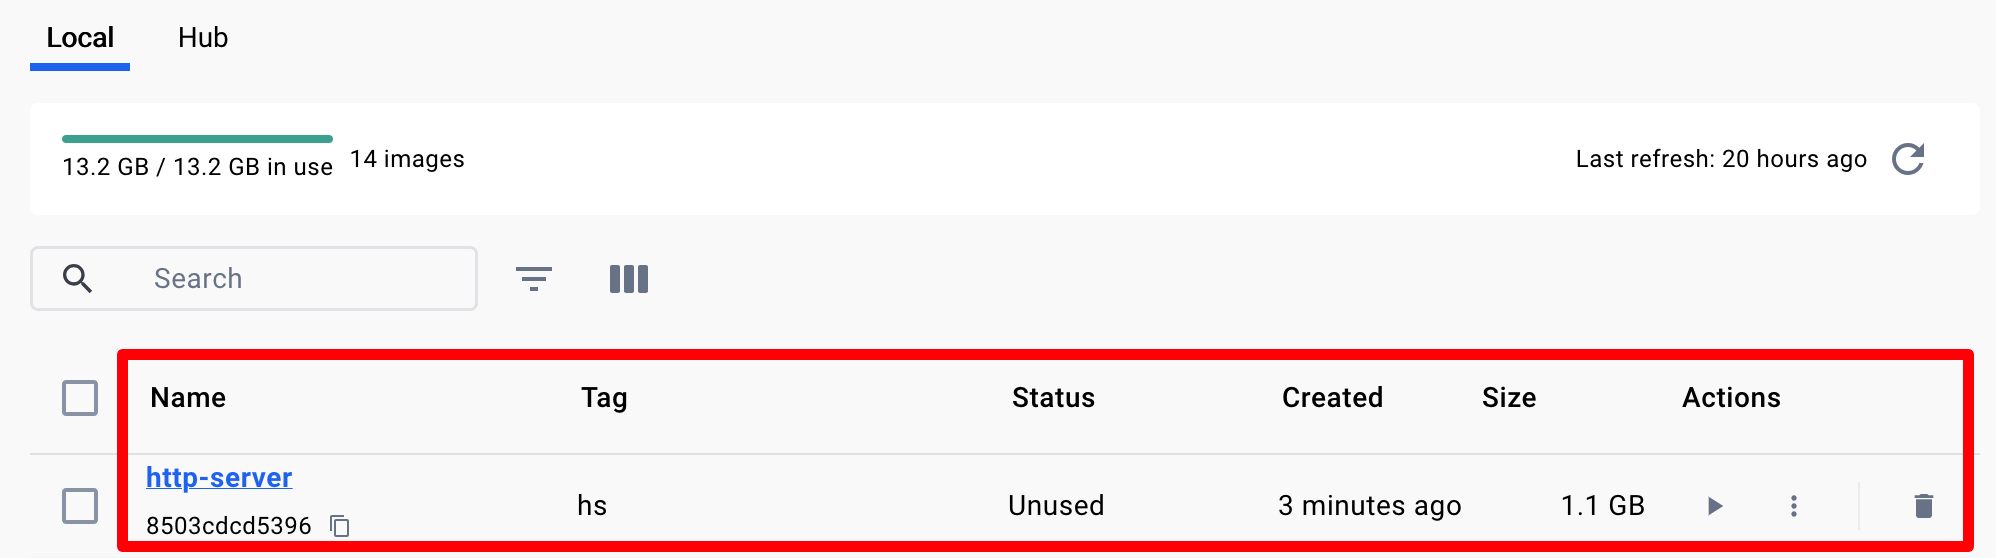 Local Hub
13.2 GB / 13.2 GB in use 14 images Last refresh: 20 hours ago
Search
Name Tag Status Created Size Actions
http-server
8503cdcd5396 hs Unused 3 minutes ago 1.1 GB